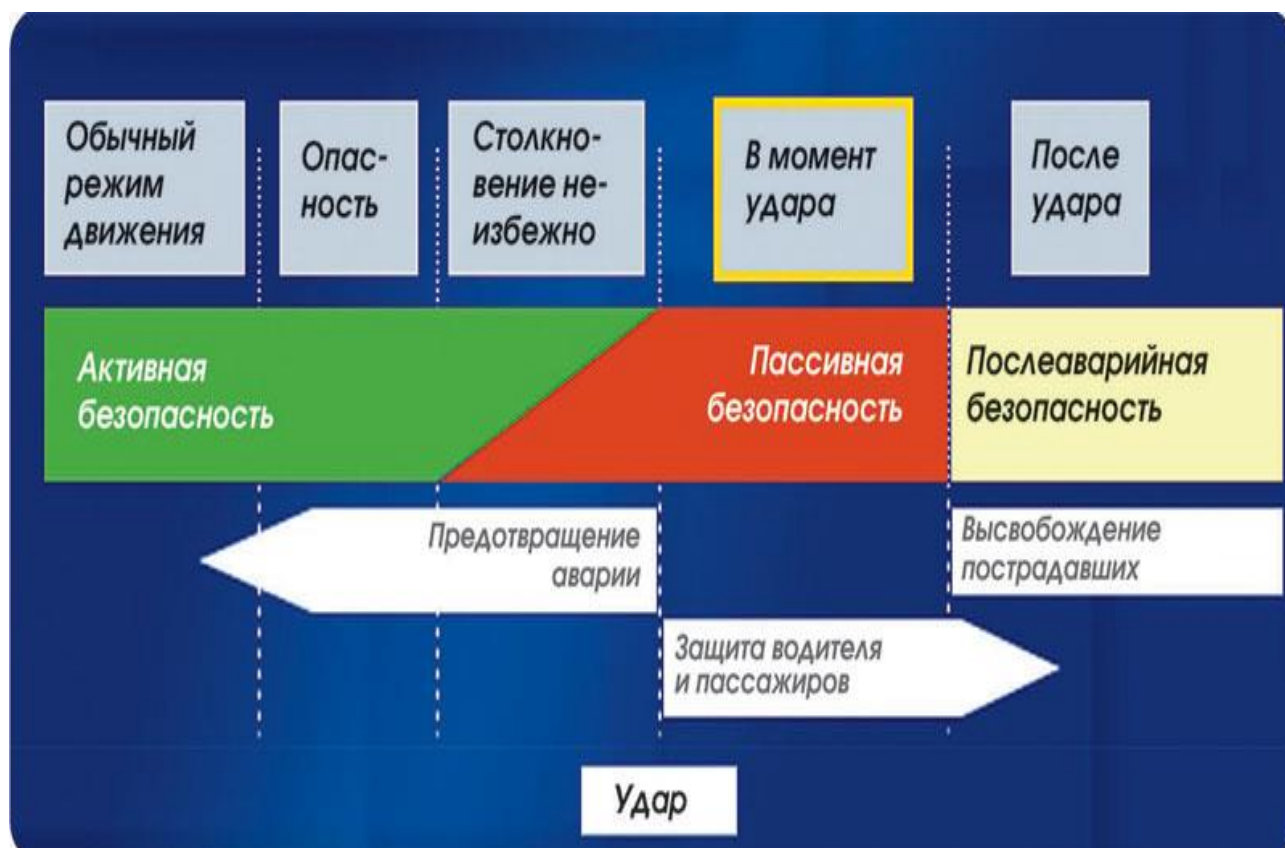 Обычный
режим
движения
Опас-
ность
Столкно-
вение не-
избежно
В момент
удара
После
удара
Активная
безопасность
Пассивная
безопасность
Послеаварийная
безопасность
Предотвращение
аварии
Высвобождение
пострадавших
Защита водителя
и пассажиров
Удар